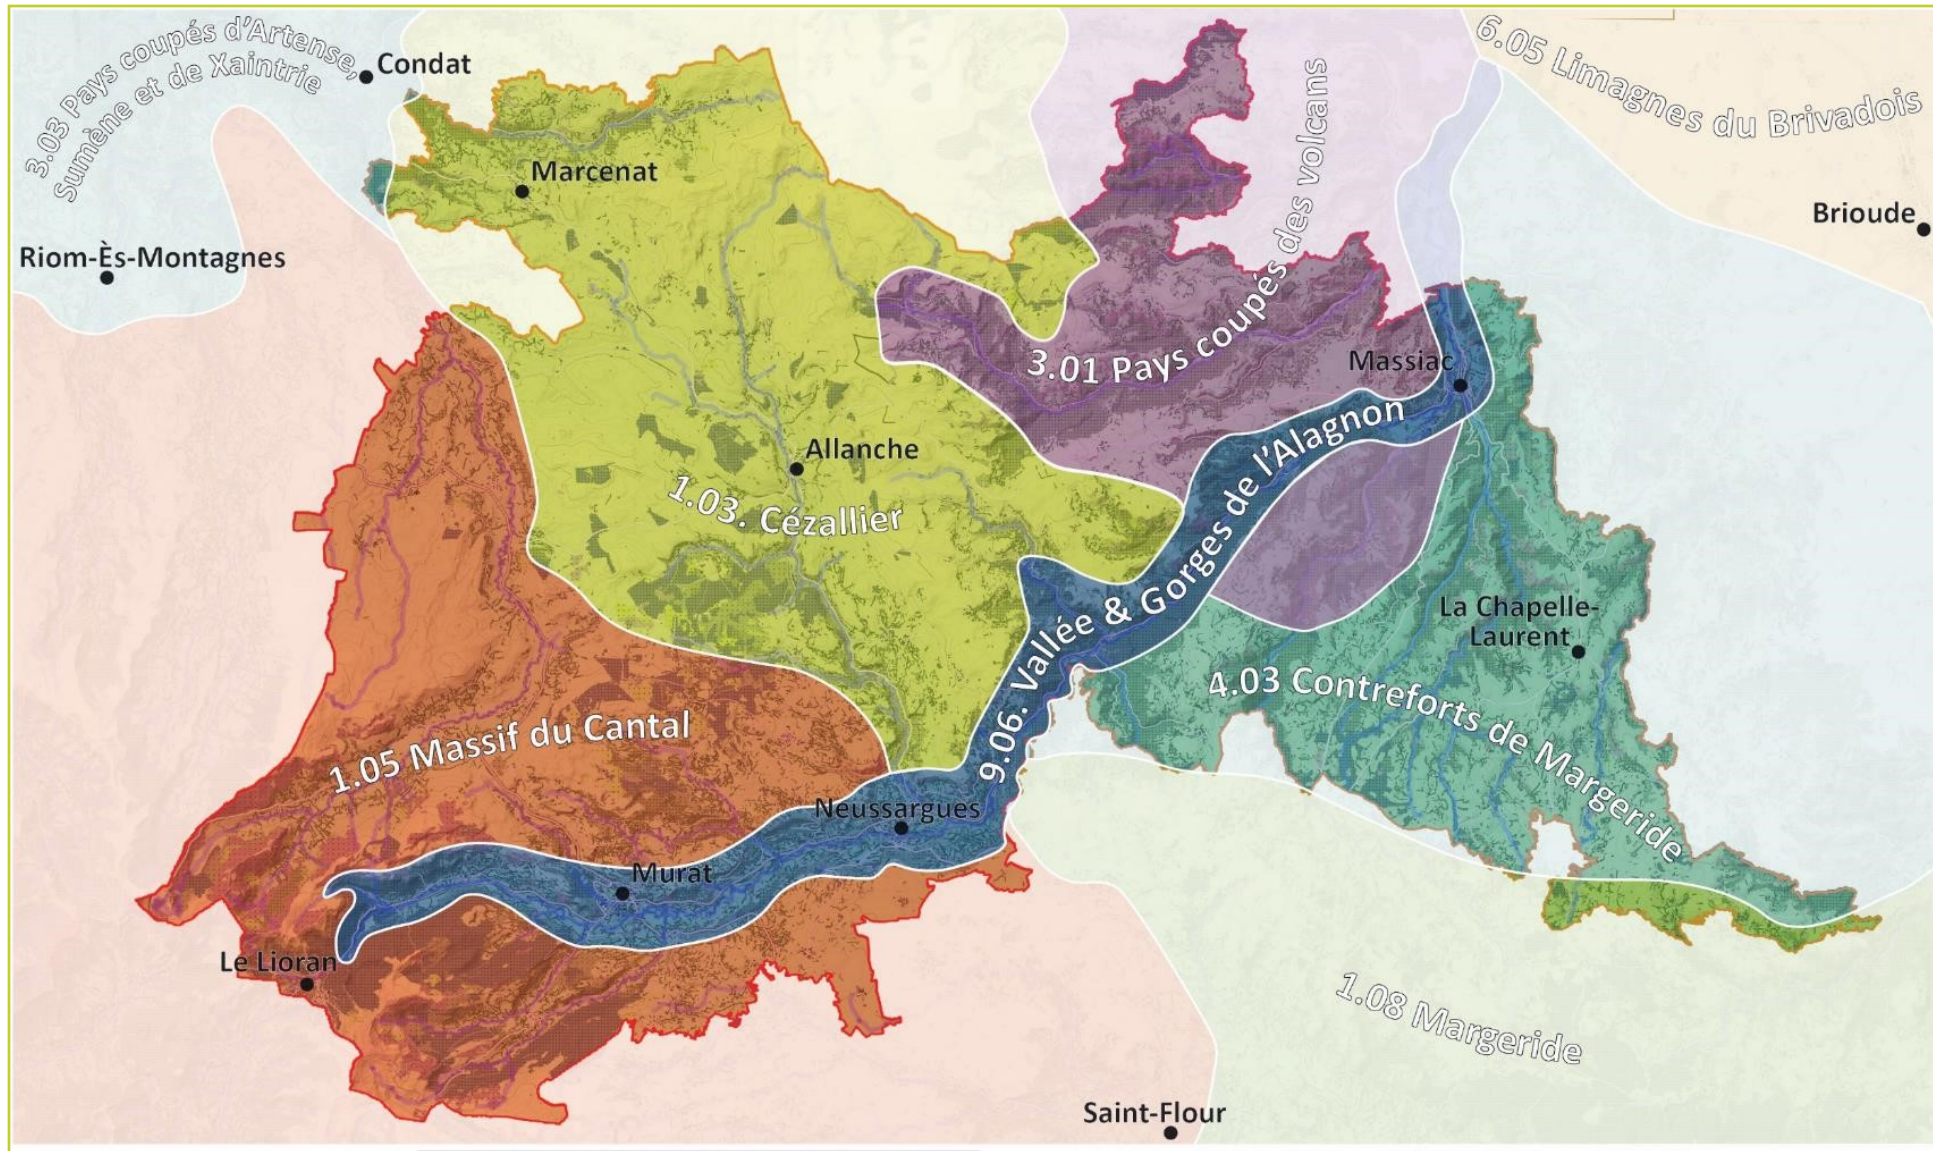 3.03 Pays coupés d'Artense,
Sumène et de Xaintrie
Condat
6.05 Limagnes du Brivadois
Marcenat
Brioude
Riom-Ès-Montagnes
3.01 Pays coupés des volcans
Massiac
Allanche
1.03. Cézallier
9.06. Vallée & Gorges de l'Alagnon
La Chapelle-
Laurent
4.03 Contreforts de Margeride
1.05 Massif du Cantal
Neussargues
Murat
Le Lioran
1.08 Margeride
Saint-Flour